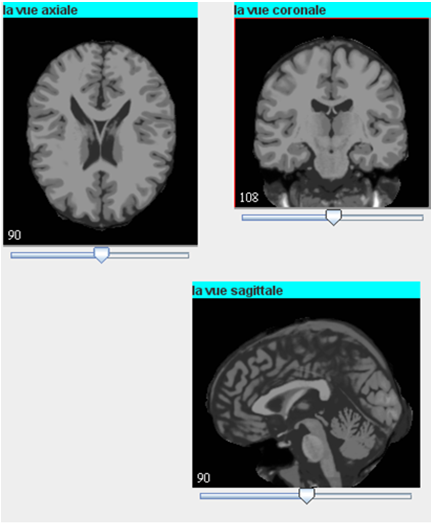 la vue axiale
la vue coronale
90
108
la vue sagittale
90